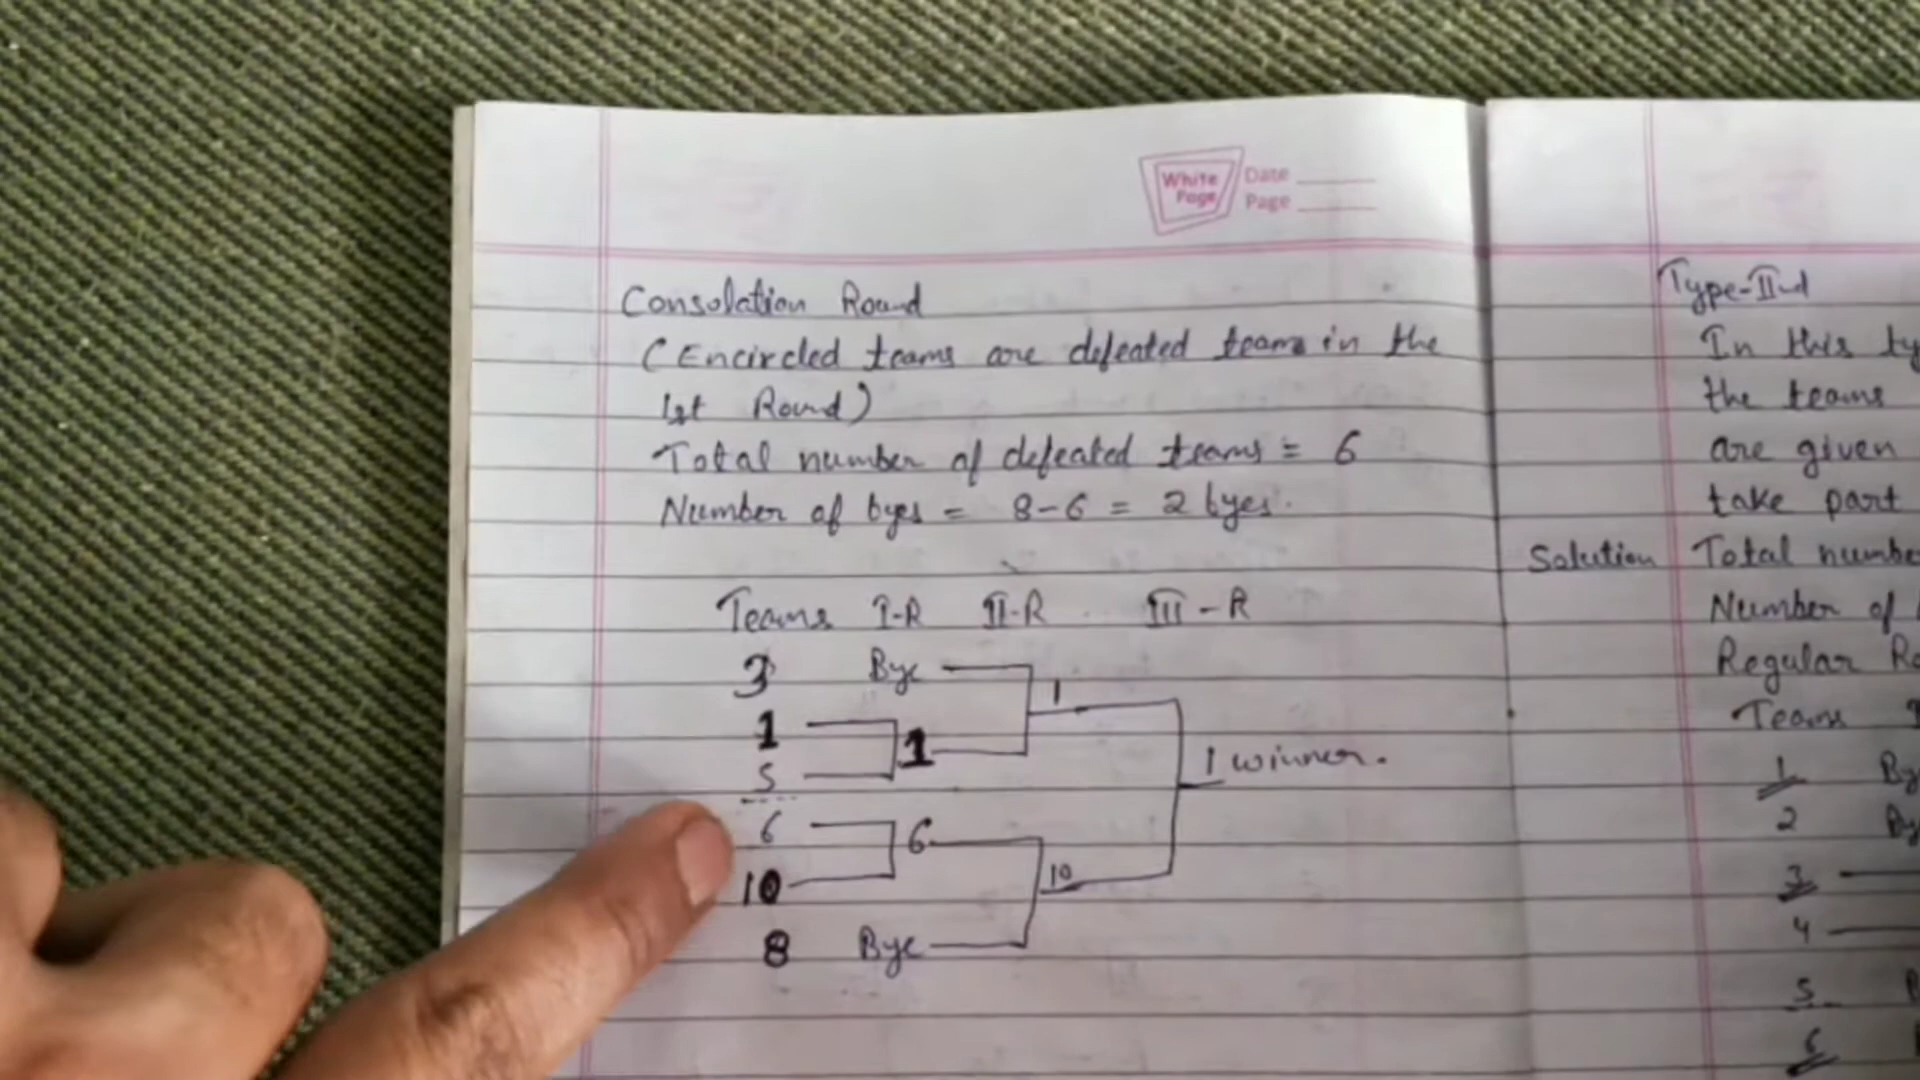 White Page
Date
Page
Consolation Round
(Encircled teams are defeated teams in the
1st Round)
Total number of defeated teams = 6
Number of byes = 8-6 = 2 byes.
Teams I-R II-R III-R
3 Bye
1
1
1
5
1 winner.
6
6
10
10
8 Bye
Type-II
In this
the teams
are given
take part
Solution Total
Number of
Regular
Teams
1
2
3
4
5
6